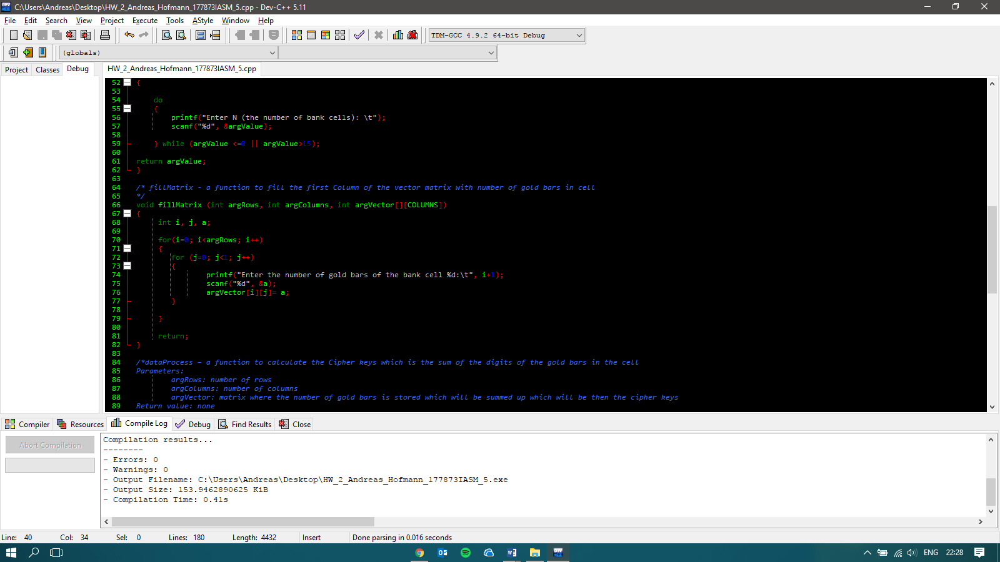 C:\Users\Andreas\Desktop\HW_2_Andreas_Hofmann_177873IASM_5.cpp - Dev-C++ 5.11
File Edit Search View Project Execute Tools AStyle Window Help
TDM-GCC 4.9.2 64-bit Debug
(globals)
Project Classes Debug
HW_2_Andreas_Hofmann_177873IASM_5.cpp
52 {
53
54 do
55 {
56 printf("Enter N (the number of bank cells): \t");
57 scanf("%d", &argValue);
58
59 } while (argValue <=0 || argValue>15);
60
61 return argValue;
62 }
63
64 /* fillMatrix - a function to fill the first Column of the vector matrix with number of gold bars in cell
65 */
66 void fillMatrix (int argRows, int argColumns, int argVector[][COLUMNS])
67 {
68 int i, j, a;
69
70 for(i=0; i<argRows; i++)
71 {
72 for (j=0; j<1; j++)
73 {
74 printf("Enter the number of gold bars of the bank cell %d:\t", i+1);
75 scanf("%d", &a);
76 argVector[i][j]= a;
77 }
78
79 }
80
81 return;
82 }
83
84 /*dataProcess - a function to calculate the Cipher keys which is the sum of the digits of the gold bars in the cell
85 Parameters:
86 argRows: number of rows
87 argColumns: number of columns
88 argVector: matrix where the number of gold bars is stored which will be summed up which will be then the cipher keys
89 Return value: none
Compiler Resources Compile Log Debug Find Results Close
Abort Compilation
Compilation results...
--------
- Errors: 0
- Warnings: 0
- Output Filename: C:\Users\Andreas\Desktop\HW_2_Andreas_Hofmann_177873IASM_5.exe
- Output Size: 153.9462890625 KiB
- Compilation Time: 0.41s
Line: 40 Col: 34 Sel: 0 Lines: 180 Length: 4432 Insert Done parsing in 0.016 seconds
ENG 22:28